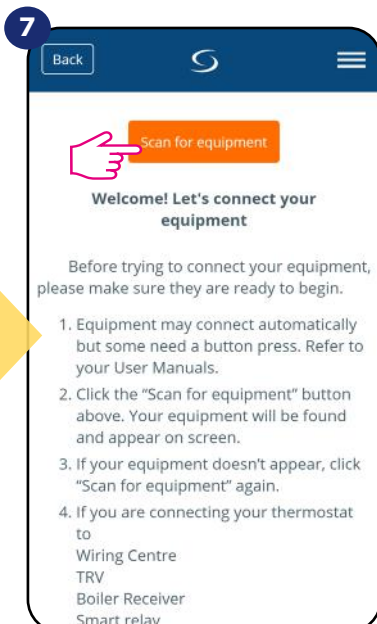 7
Back
Scan for equipment
Welcome! Let's connect your
equipment
Before trying to connect your equipment,
please make sure they are ready to begin.
1. Equipment may connect automatically
but some need a button press. Refer to
your User Manuals.
2. Click the “Scan for equipment” button
above. Your equipment will be found
and appear on screen.
3. If your equipment doesn't appear, click
“Scan for equipment” again.
4. If you are connecting your thermostat
to
Wiring Centre
TRV
Boiler Receiver
Smart relay